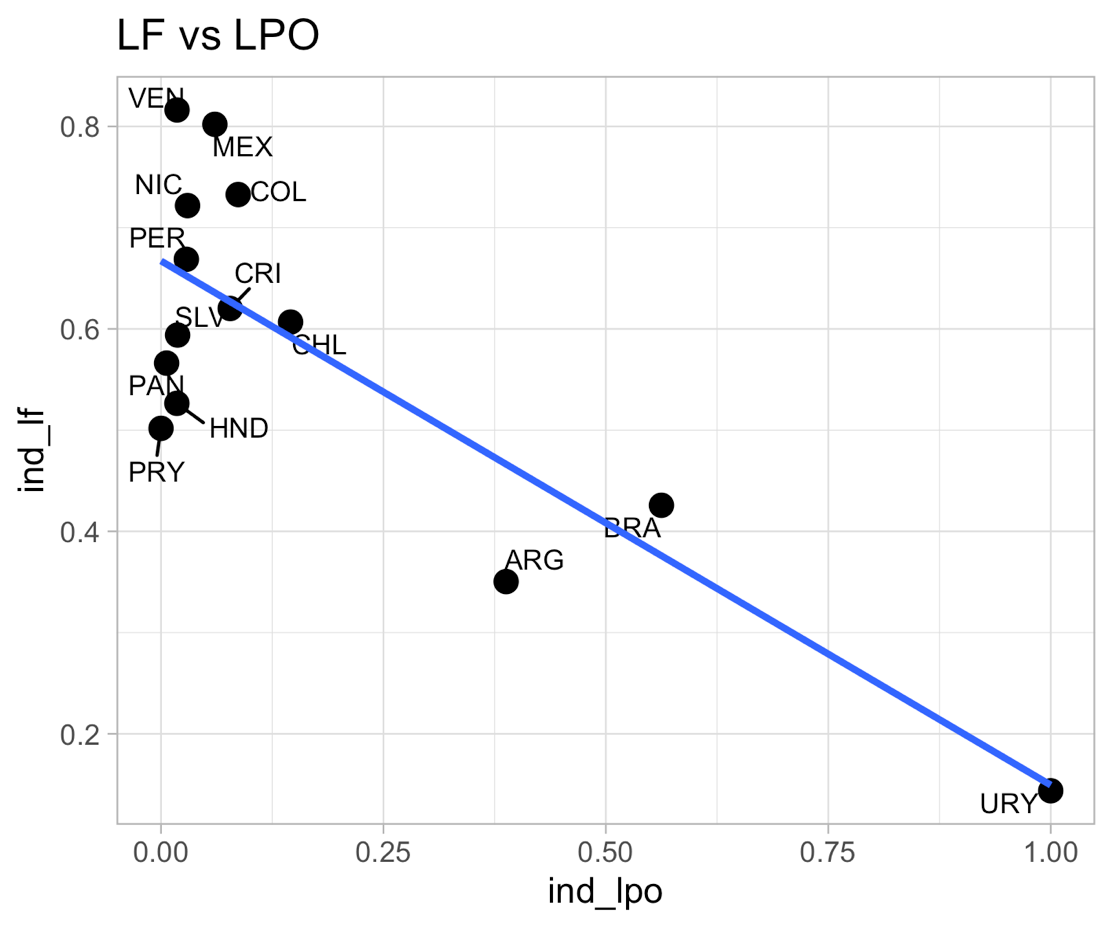 LF vs LPO
VEN
MEX
NIC
COL
PER
CRI
SLV
CHL
PAN
HND
PRY
BRA
ARG
URY
0.8
0.6
0.4
0.2
ind_lf
0.00 0.25 0.50 0.75 1.00
ind_lpo